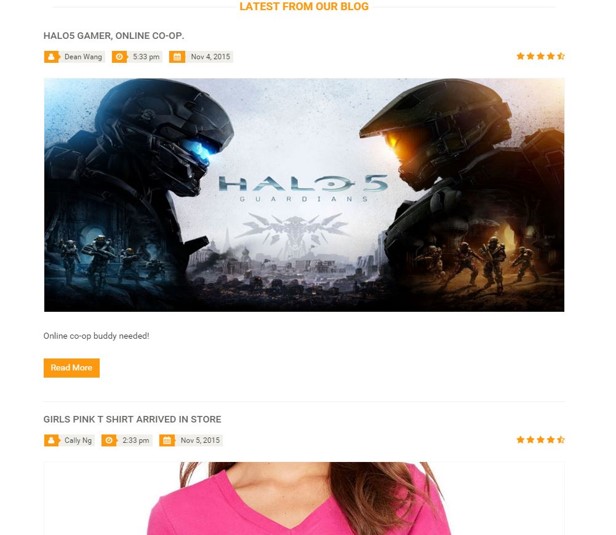 LATEST FROM OUR BLOG
HALO5 GAMER, ONLINE CO-OP.
Dean Wang 5:33 pm Nov 4, 2015
HALO 5
GUARDIANS
Online co-op buddy needed!
Read More
GIRLS PINK T SHIRT ARRIVED IN STORE
Cally Ng 2:33 pm Nov 5, 2015